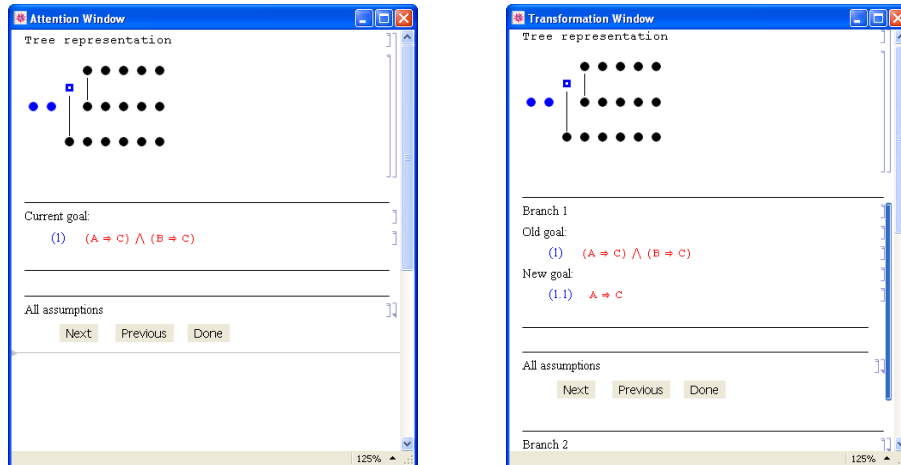 Attention Window
Tree representation
Current goal:
(1) (A ⇒ C) ⋀ (B ⇒ C)
All assumptions
Next Previous Done
125%
Transformation Window
Tree representation
Branch 1
Old goal:
(1) (A ⇒ C) ⋀ (B ⇒ C)
New goal:
(1.1) A ⇒ C
All assumptions
Next Previous Done
Branch 2
125%